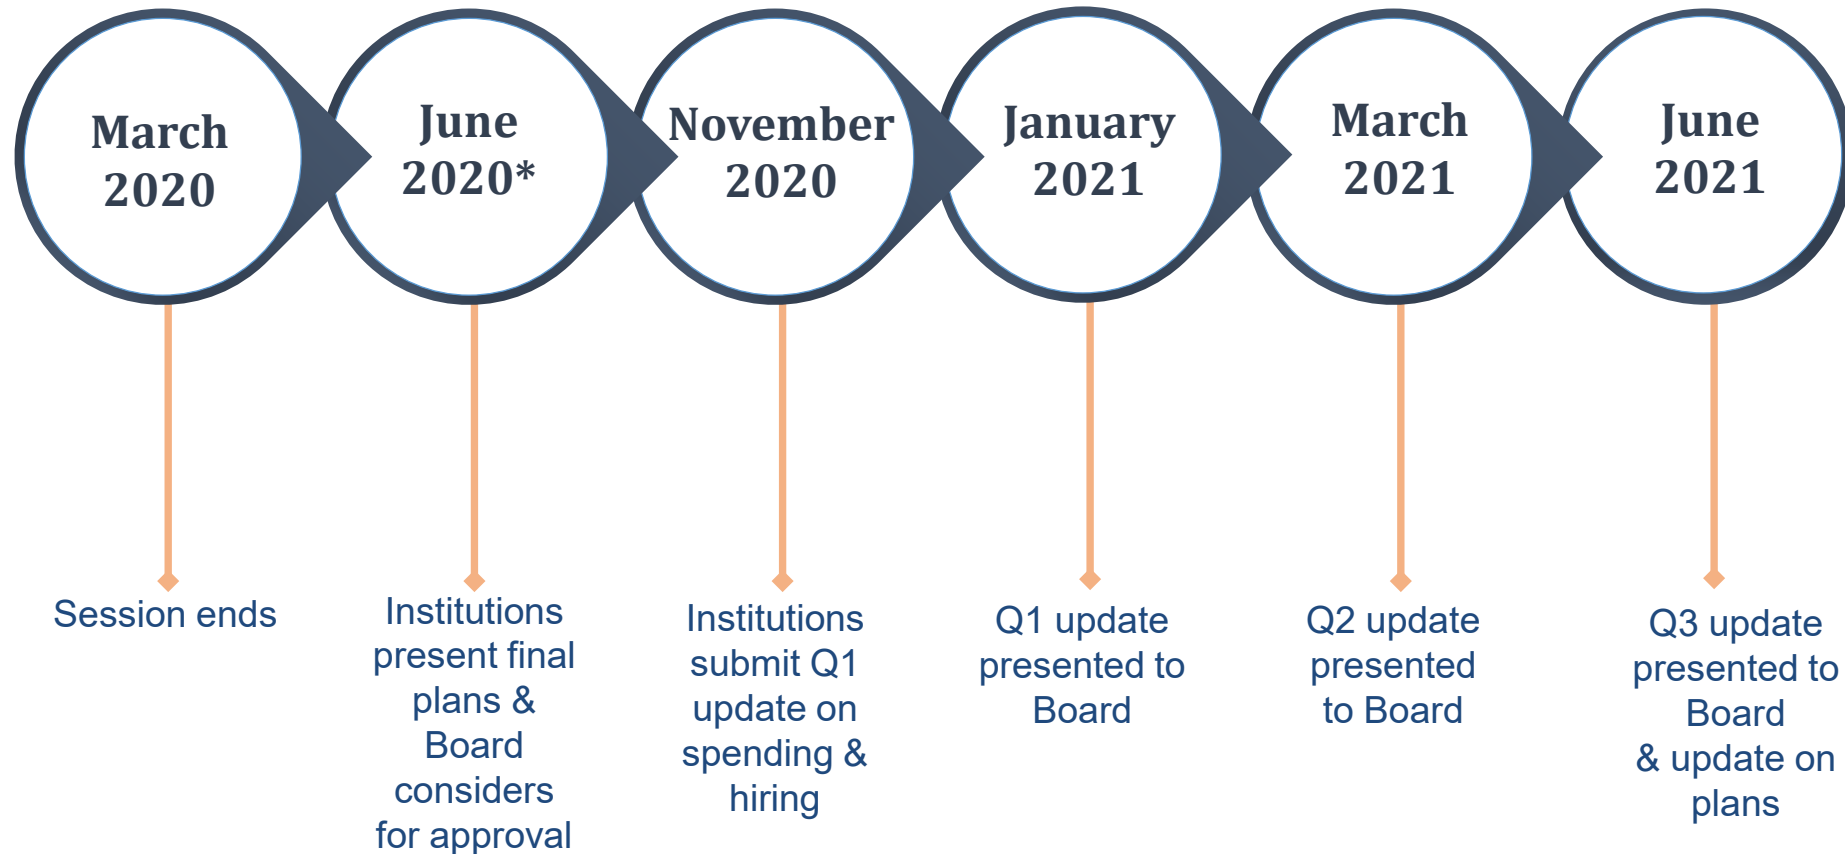 March
2020
June
2020*
November
2020
January
2021
March
2021
June
2021
Session ends
Institutions
present final
plans &
Board
considers
for approval
Institutions
submit Q1
update on
spending &
hiring
Q1 update
presented to
Board
Q2 update
presented
to Board
Q3 update
presented to
Board
& update on
plans